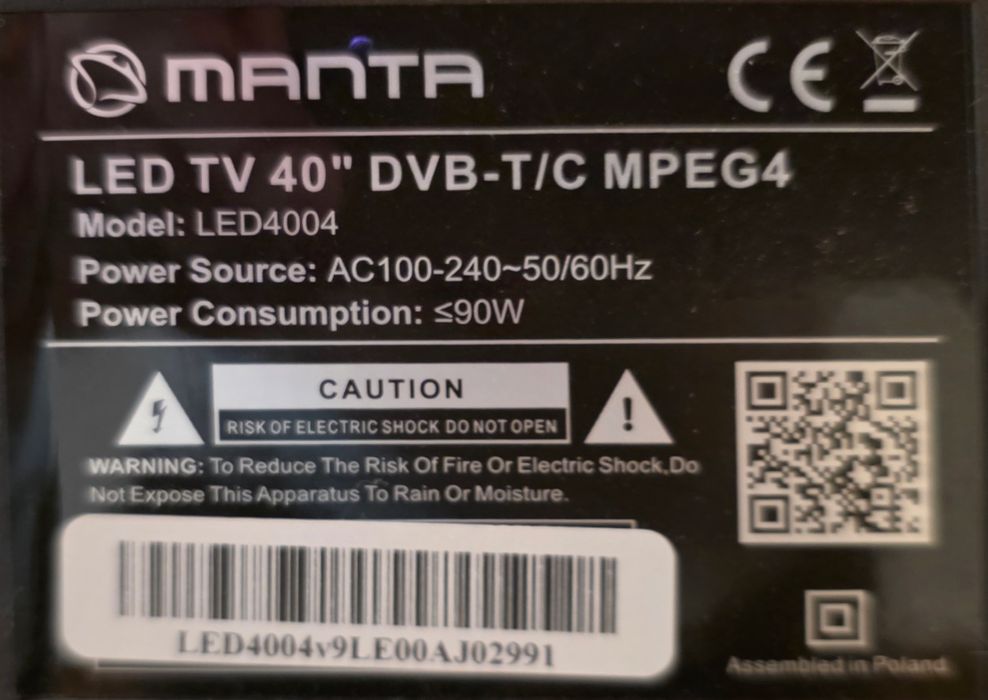 MANTA
CE
LED TV 40" DVB-T/C MPEG4
Model: LED4004
Power Source: AC100-240~50/60Hz
Power Consumption: ≤90W
CAUTION
RISK OF ELECTRIC SHOCK DO NOT OPEN
WARNING: To Reduce The Risk Of Fire Or Electric Shock,Do
Not Expose This Apparatus To Rain Or Moisture.
LED4004v9LE00AJ02991
Assembled in Poland